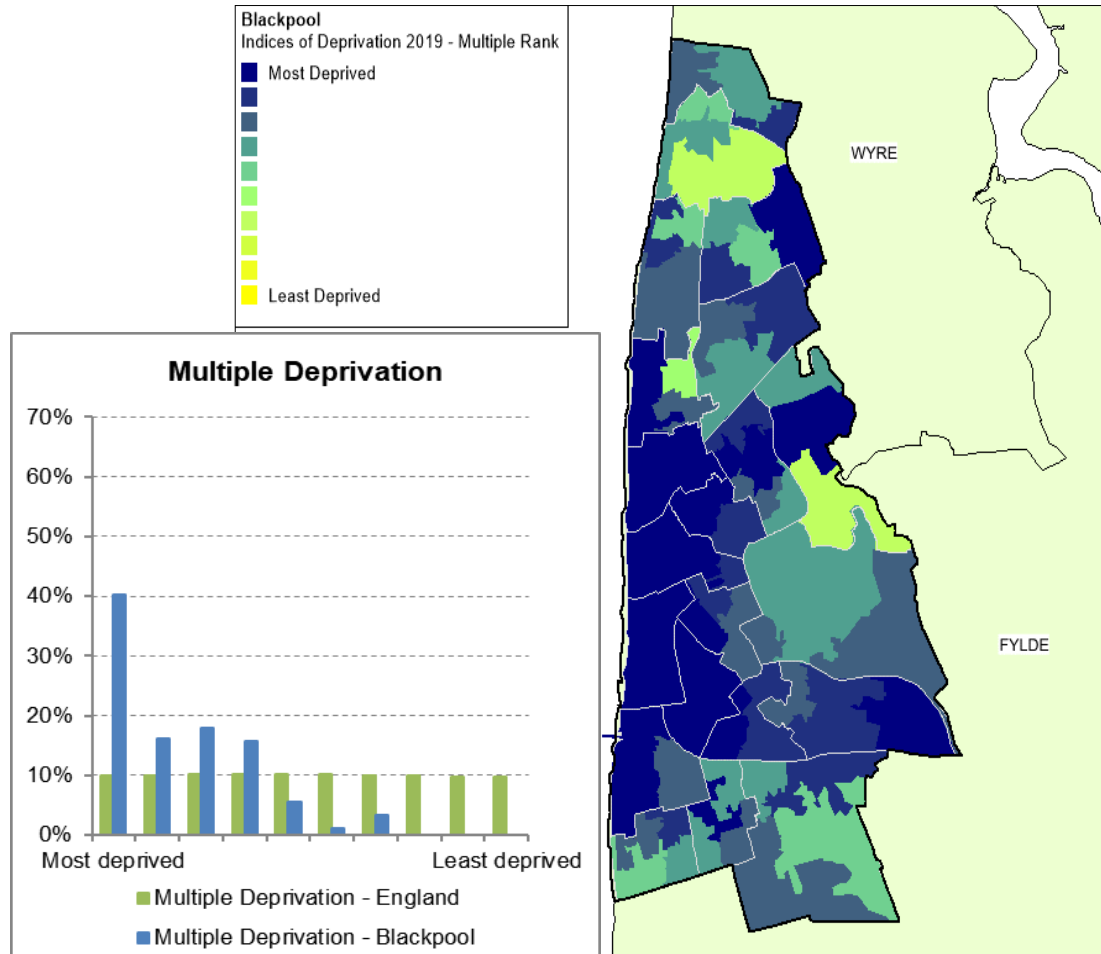 Blackpool
Indices of Deprivation 2019 - Multiple Rank
Most Deprived
Least Deprived
WYRE
FYLDE
Multiple Deprivation
70%
60%
50%
40%
30%
20%
10%
0%
Most deprived
Least deprived
Multiple Deprivation - England
Multiple Deprivation - Blackpool